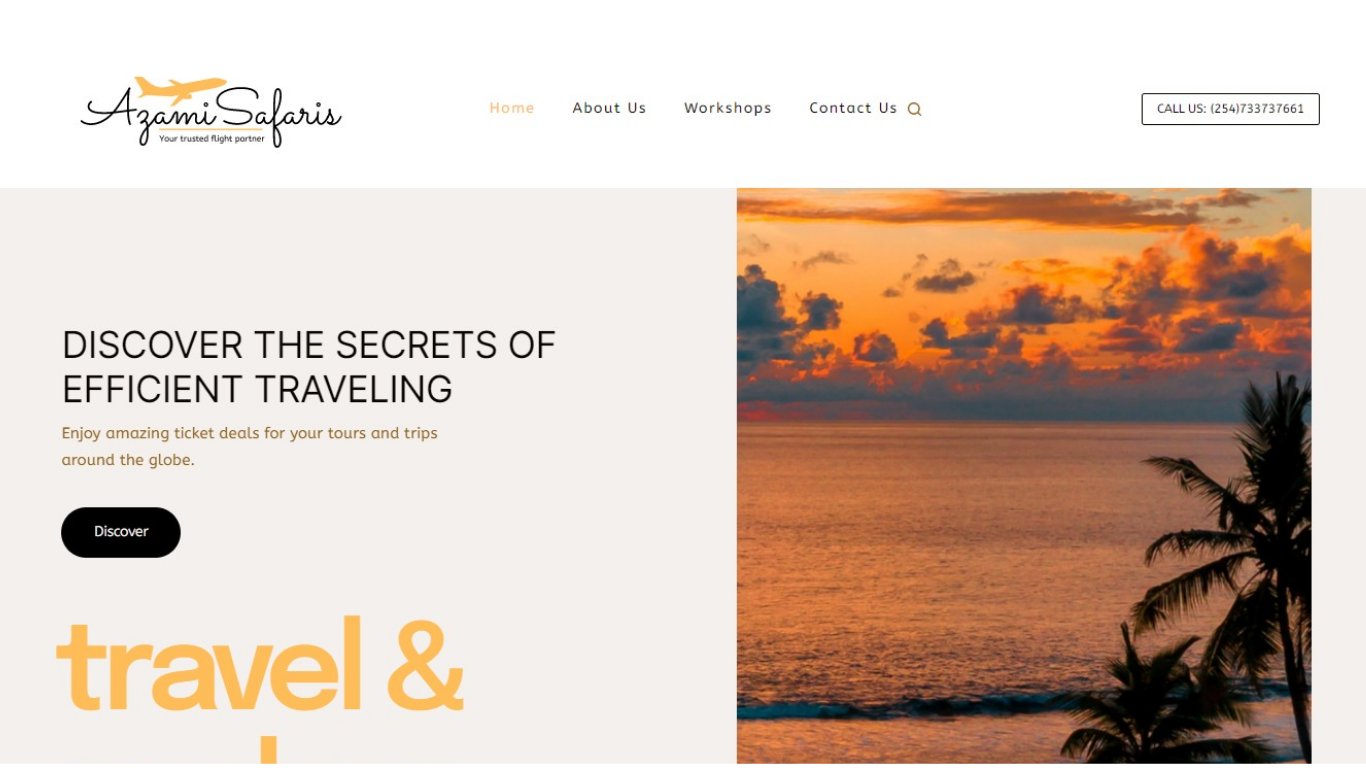 Azami Safaris
Your trusted flight partner
Home
About Us
Workshops
Contact Us
CALL US: (254)733737661
DISCOVER THE SECRETS OF
EFFICIENT TRAVELING
Enjoy amazing ticket deals for your tours and trips
around the globe.
Discover
travel &